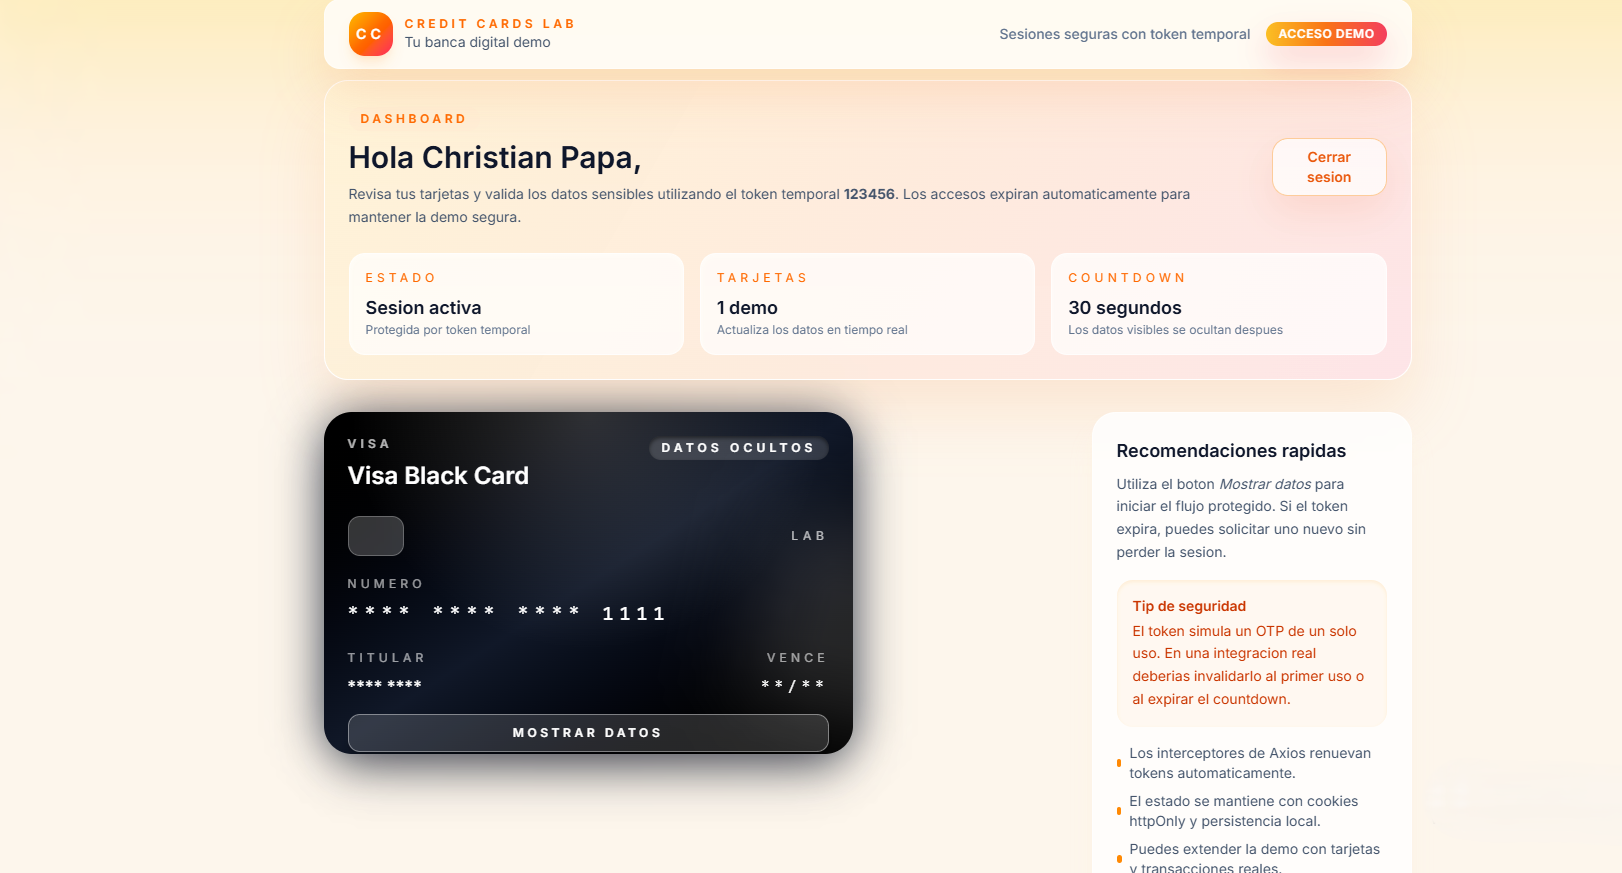 CC
CREDIT CARDS LAB
Tu banca digital demo
Sesiones seguras con token temporal
ACCESO DEMO
DASHBOARD
Hola Christian Papa,
Revisa tus tarjetas y valida los datos sensibles utilizando el token temporal 123456. Los accesos expiran automaticamente para
mantener la demo segura.
Cerrar
sesion
ESTADO
Sesion activa
Protegida por token temporal
TARJETAS
1 demo
Actualiza los datos en tiempo real
COUNTDOWN
30 segundos
Los datos visibles se ocultan despues
VISA
Visa Black Card
DATOS OCULTOS
LAB
NUMERO
**** **** **** 1111
TITULAR
**** ****
VENCE
**/**
MOSTRAR DATOS
Recomendaciones rapidas
Utiliza el boton Mostrar datos para
iniciar el flujo protegido. Si el token
expira, puedes solicitar uno nuevo sin
perder la sesion.
Tip de seguridad
El token simula un OTP de un solo
uso. En una integracion real
deberias invalidarlo al primer uso o
al expirar el countdown.
Los interceptores de Axios renuevan
tokens automaticamente.
El estado se mantiene con cookies
httpOnly y persistencia local.
Puedes extender la demo con tarjetas
y transacciones reales.